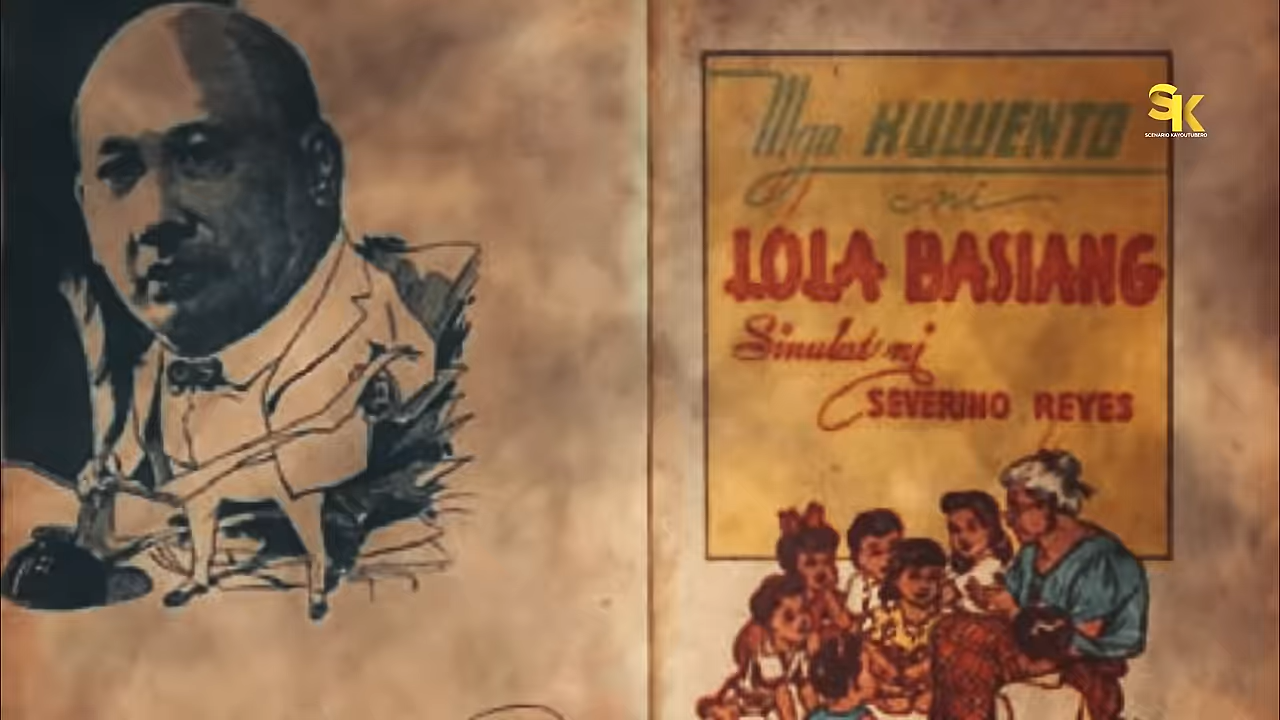 Mga KUWENTO
ni
LOLA BASIANG
Sinulat ni
SEVERINO REYES
SK
SCENARIO KAYOUTUBERO